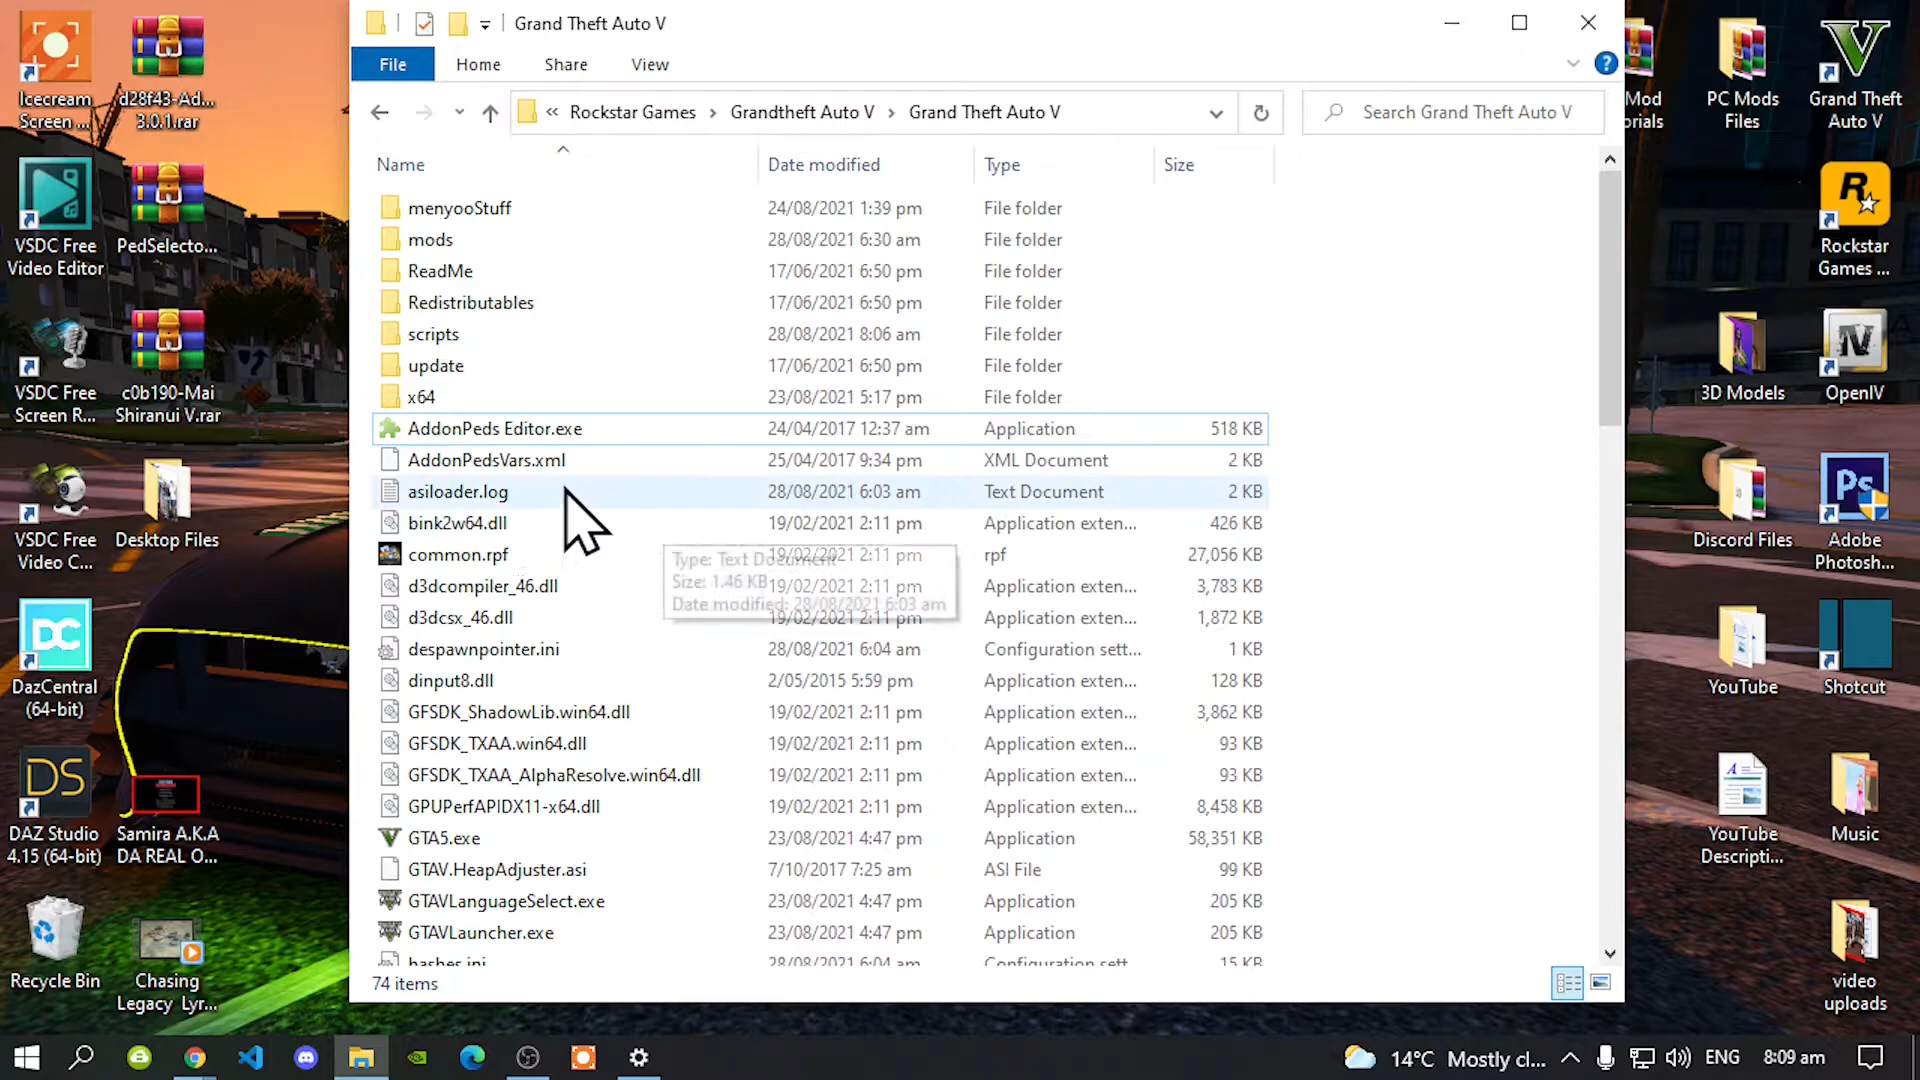 Grand Theft Auto V
File Home Share View
Rockstar Games Grandtheft Auto V Grand Theft Auto V
Search Grand Theft Auto V
Name Date modified Type Size
menyooStuff 24/08/2021 1:39 pm File folder
mods 28/08/2021 6:30 am File folder
ReadMe 17/06/2021 6:50 pm File folder
Redistributables 17/06/2021 6:50 pm File folder
scripts 28/08/2021 8:06 am File folder
update 17/06/2021 6:50 pm File folder
x64 23/08/2021 5:17 pm File folder
AddonPeds Editor.exe 24/04/2017 12:37 am Application 518 KB
AddonPedsVars.xml 25/04/2017 9:34 pm XML Document 2 KB
asiloader.log 28/08/2021 6:03 am Text Document 2 KB
bink2w64.dll 19/02/2021 2:11 pm Application exten... 426 KB
common.rpf 19/02/2021 2:11 pm rpf 27,056 KB
d3dcompiler_46.dll 19/02/2021 2:11 pm Application exten... 3,783 KB
d3dcsx_46.dll 19/02/2021 2:11 pm Application exten... 1,872 KB
despawnpointer.ini 28/08/2021 6:04 am Configuration sett... 1 KB
dinput8.dll 2/05/2015 5:59 pm Application exten... 128 KB
GFSDK_ShadowLib.win64.dll 19/02/2021 2:11 pm Application exten... 3,862 KB
GFSDK_TXAA.win64.dll 19/02/2021 2:11 pm Application exten... 93 KB
GFSDK_TXAA_AlphaResolve.win64.dll 19/02/2021 2:11 pm Application exten... 93 KB
GPUPerfAPIDX11-x64.dll 19/02/2021 2:11 pm Application exten... 8,458 KB
GTA5.exe 23/08/2021 4:47 pm Application 58,351 KB
GTAV.HeapAdjuster.asi 7/10/2017 7:25 am ASI File 99 KB
GTAVLanguageSelect.exe 23/08/2021 4:47 pm Application 205 KB
GTAVLauncher.exe 23/08/2021 4:47 pm Application 205 KB
hashes.ini 28/08/2021 6:04 am Configuration sett... 15 KB
Type: Text Document
Size: 1.46 KB
Date modified: 28/08/2021 6:03 am
74 items
Icecream
Screen ...
d28f43-Ad...
3.0.1.rar
VSDC Free
Video Editor
PedSelecto...
VSDC Free
Screen R...
c0b190-Mai
Shiranui V.rar
VSDC Free
Video C...
Desktop Files
DC
DazCentral
(64-bit)
DS
DAZ Studio
4.15 (64-bit)
Samira A.K.A
DA REAL O...
Recycle Bin
Chasing
Legacy Lyr...
Mod
orials
PC Mods
Files
Grand Theft
Auto V
Rockstar
Games ...
3D Models
OpenIV
Discord Files
Ps
Adobe
Photosh...
YouTube
Shotcut
YouTube
Descripti...
Music
video
uploads
14°C Mostly cl... ENG 8:09 am